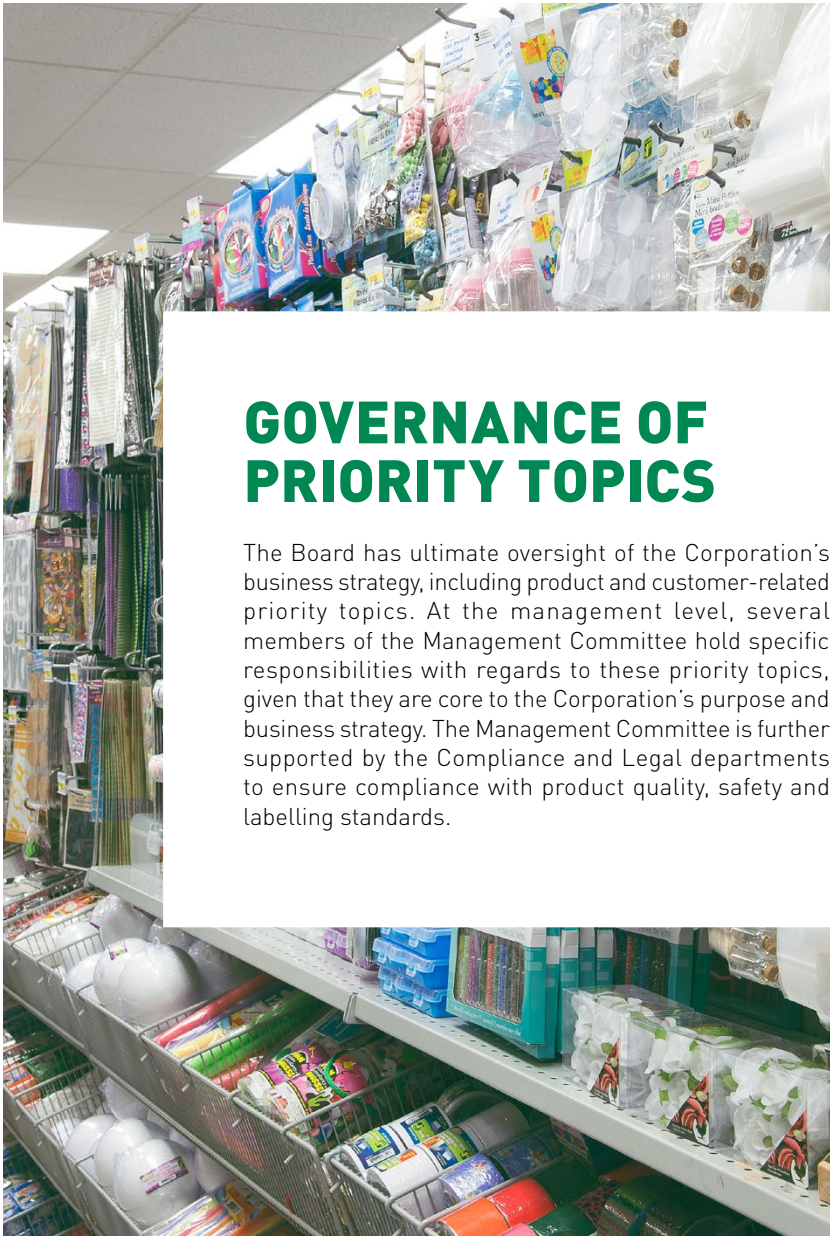 Mini Bottles
GOVERNANCE OF
PRIORITY TOPICS
The Board has ultimate oversight of the Corporation’s
business strategy, including product and customer-related
priority topics. At the management level, several
members of the Management Committee hold specific
responsibilities with regards to these priority topics,
given that they are core to the Corporation’s purpose and
business strategy. The Management Committee is further
supported by the Compliance and Legal departments
to ensure compliance with product quality, safety and
labelling standards.